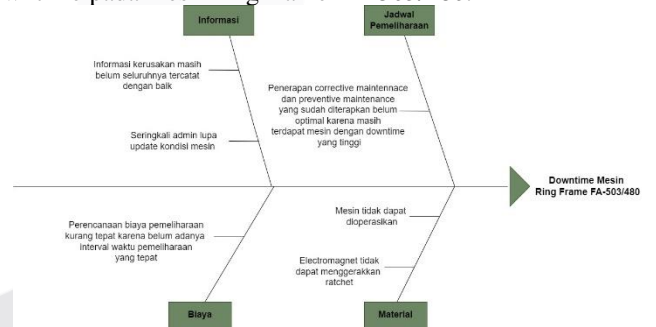 Informasi
Jadwal
Pemeliharaan
Informasi kerusakan masih
belum seluruhnya tercatat
dengan baik
Penerapan corrective maintennace
dan preventive maintenance
yang sudah diterapkan belum
optimal karena masih
terdapat mesin dengan downtime
yang tinggi
Seringkali admin lupa
update kondisi mesin
Downtime Mesin
Ring Frame FA-503/480
Perencanaan biaya pemeliharaan
kurang tepat karena belum adanya
interval waktu pemeliharaan
yang tepat
Mesin tidak dapat
dioperasikan
Electromagnet tidak
dapat menggerakkan
ratchet
Biaya
Material